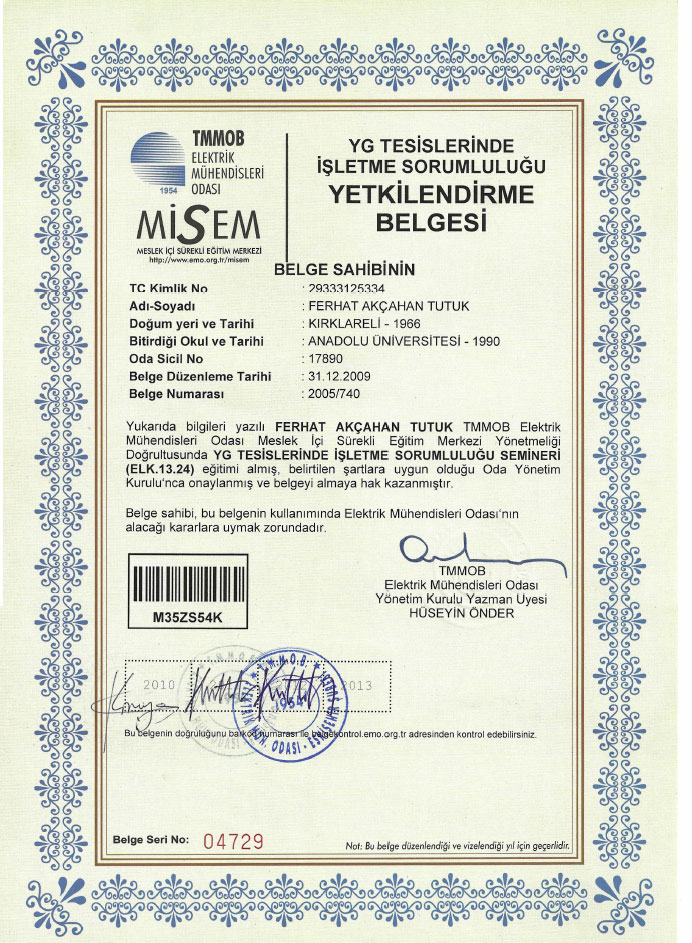 TMMOB
ELEKTRİK
MÜHENDİSLERİ
ODASI
1954
MİSEM
MESLEK İÇİ SÜREKLİ EĞİTİM MERKEZİ
http://www.emo.org.tr/misem
YG TESİSLERİNDE
İŞLETME SORUMLULUĞU
YETKİLENDİRME
BELGESİ
BELGE SAHİBİNİN
TC Kimlik No : 29333125334
Adı-Soyadı : FERHAT AKÇAHAN TUTUK
Doğum yeri ve Tarihi : KIRKLARELİ - 1966
Bitirdiği Okul ve Tarihi : ANADOLU ÜNİVERSİTESİ - 1990
Oda Sicil No : 17890
Belge Düzenleme Tarihi : 31.12.2009
Belge Numarası : 2005/740
Yukarıda bilgileri yazılı FERHAT AKÇAHAN TUTUK TMMOB Elektrik
Mühendisleri Odası Meslek İçi Sürekli Eğitim Merkezi Yönetmeliği
Doğrultusunda YG TESİSLERİNDE İŞLETME SORUMLULUĞU SEMİNERİ
(ELK.13.24) eğitimi almış, belirtilen şartlara uygun olduğu Oda Yönetim
Kurulu'nca onaylanmış ve belgeyi almaya hak kazanmıştır.
Belge sahibi, bu belgenin kullanımında Elektrik Mühendisleri Odası'nın
alacağı kararlara uymak zorundadır.
TMMOB
Elektrik Mühendisleri Odası
Yönetim Kurulu Yazman Üyesi
HÜSEYİN ÖNDER
M35ZS54K
2010
2013
T.M.M.O.B.
1954
MÜH. ODASI
Bu belgenin doğruluğunu barkod numarası ile belgekontrol.emo.org.tr adresinden kontrol edebilirsiniz.
Belge Seri No: 04729
Not: Bu belge düzenlendiği ve vizelendiği yıl için geçerlidir.